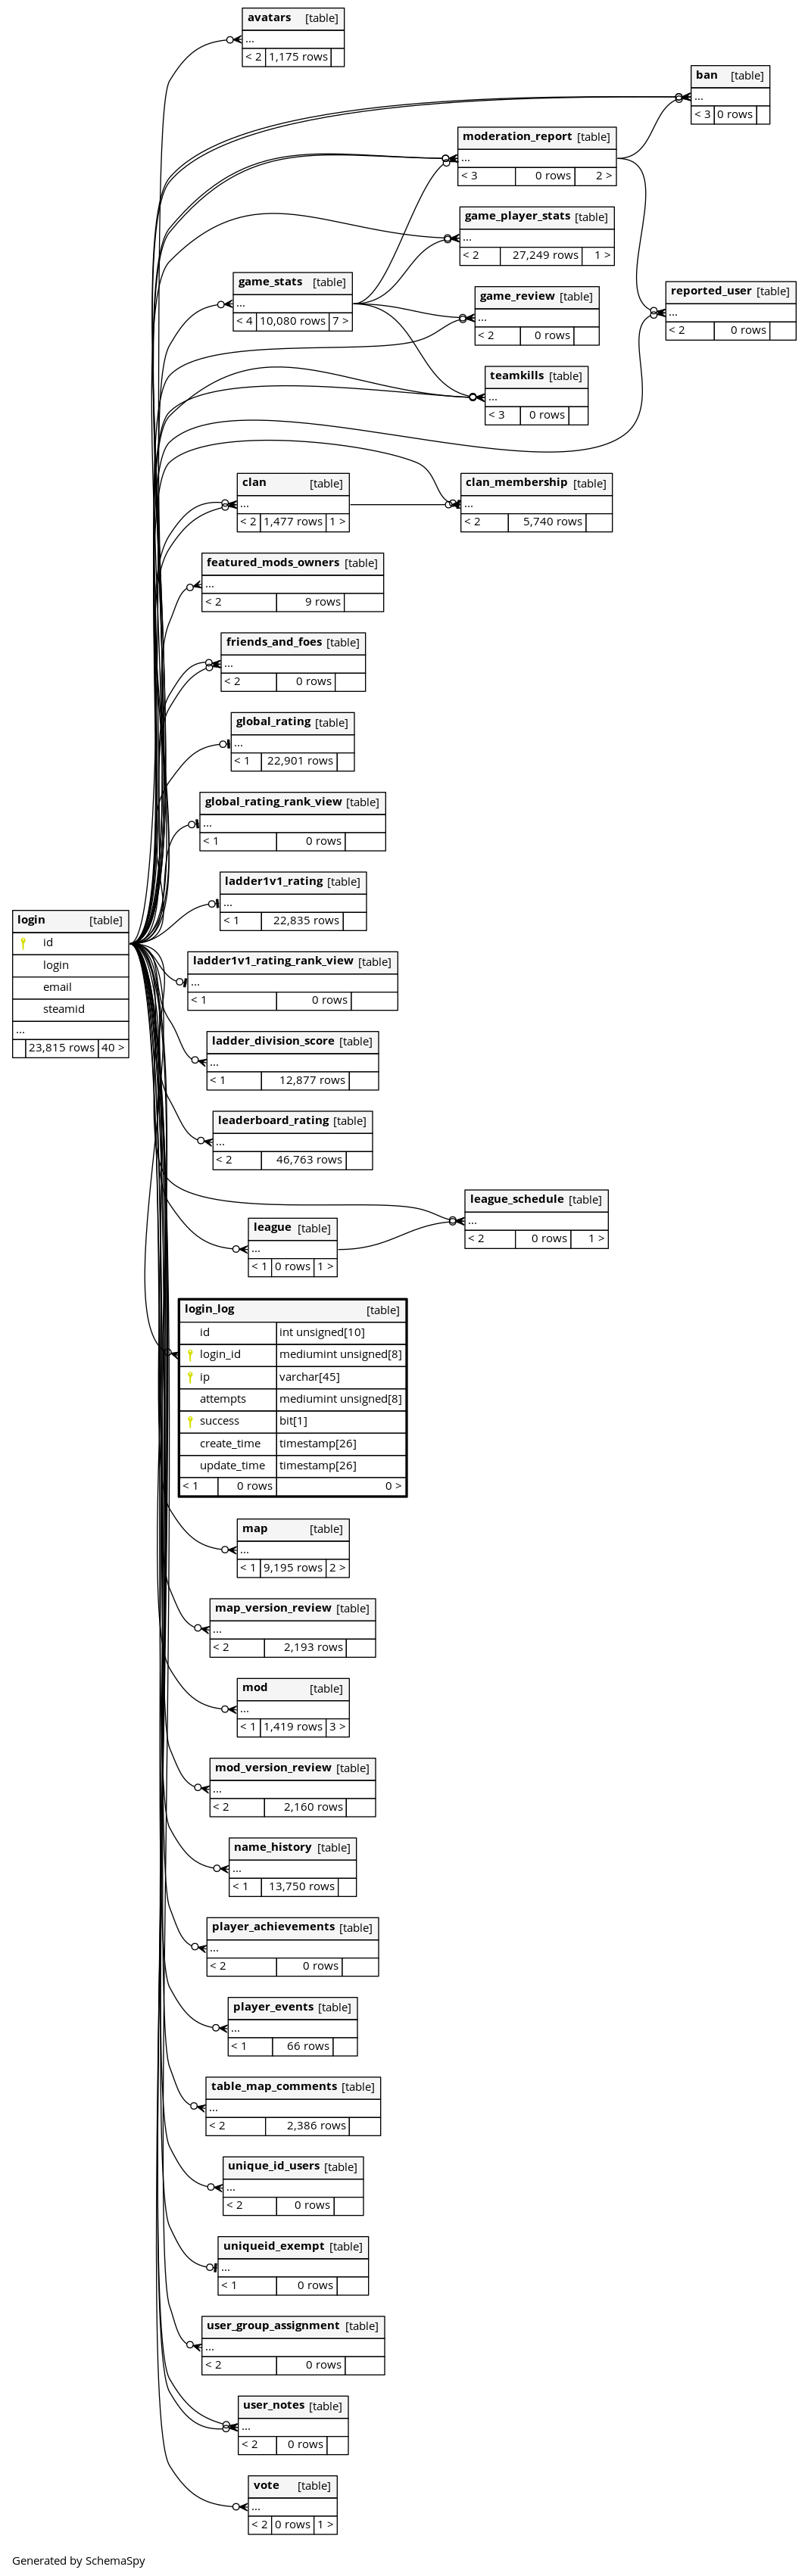 avatars [table]
...
< 2 1,175 rows
ban [table]
...
< 3 0 rows
moderation_report [table]
...
< 3 0 rows 2 >
game_player_stats [table]
...
< 2 27,249 rows 1 >
game_stats [table]
...
< 4 10,080 rows 7 >
reported_user [table]
...
< 2 0 rows
game_review [table]
...
< 2 0 rows
teamkills [table]
...
< 3 0 rows
clan [table]
...
< 2 1,477 rows 1 >
clan_membership [table]
...
< 2 5,740 rows
featured_mods_owners [table]
...
< 2 9 rows
friends_and_foes [table]
...
< 2 0 rows
global_rating [table]
...
< 1 22,901 rows
global_rating_rank_view [table]
...
< 1 0 rows
ladder1v1_rating [table]
...
< 1 22,835 rows
login [table]
id
login
email
steamid
...
23,815 rows 40 >
ladder1v1_rating_rank_view [table]
...
< 1 0 rows
ladder_division_score [table]
...
< 1 12,877 rows
leaderboard_rating [table]
...
< 2 46,763 rows
league_schedule [table]
...
< 2 0 rows 1 >
league [table]
...
< 1 0 rows 1 >
login_log [table]
id int unsigned[10]
login_id mediumint unsigned[8]
ip varchar[45]
attempts mediumint unsigned[8]
success bit[1]
create_time timestamp[26]
update_time timestamp[26]
< 1 0 rows 0 >
map [table]
...
< 1 9,195 rows 2 >
map_version_review [table]
...
< 2 2,193 rows
mod [table]
...
< 1 1,419 rows 3 >
mod_version_review [table]
...
< 2 2,160 rows
name_history [table]
...
< 1 13,750 rows
player_achievements [table]
...
< 2 0 rows
player_events [table]
...
< 1 66 rows
table_map_comments [table]
...
< 2 2,386 rows
unique_id_users [table]
...
< 2 0 rows
uniqueid_exempt [table]
...
< 1 0 rows
user_group_assignment [table]
...
< 2 0 rows
user_notes [table]
...
< 2 0 rows
vote [table]
...
< 2 0 rows 1 >
Generated by SchemaSpy